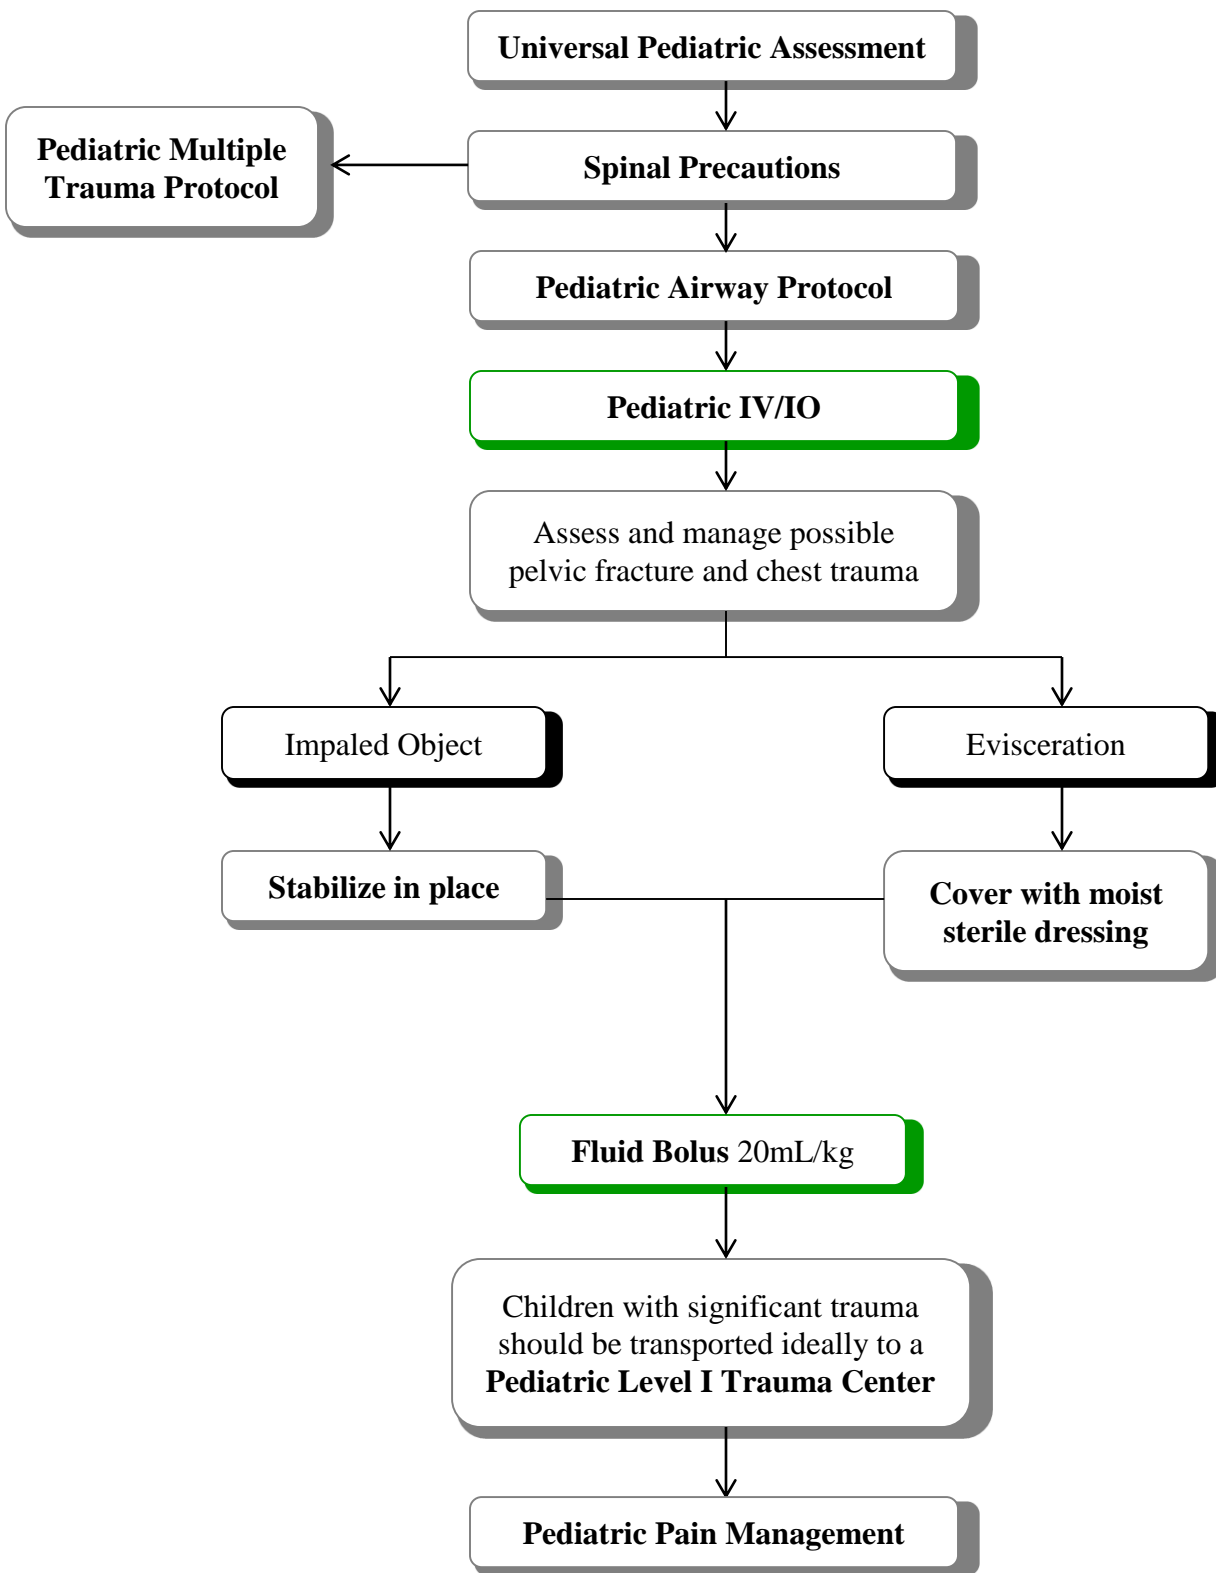 Universal Pediatric Assessment
Pediatric Multiple
Trauma Protocol
Spinal Precautions
Pediatric Airway Protocol
Pediatric IV/IO
Assess and manage possible
pelvic fracture and chest trauma
Impaled Object
Evisceration
Stabilize in place
Cover with moist
sterile dressing
Fluid Bolus 20mL/kg
Children with significant trauma
should be transported ideally to a
Pediatric Level I Trauma Center
Pediatric Pain Management